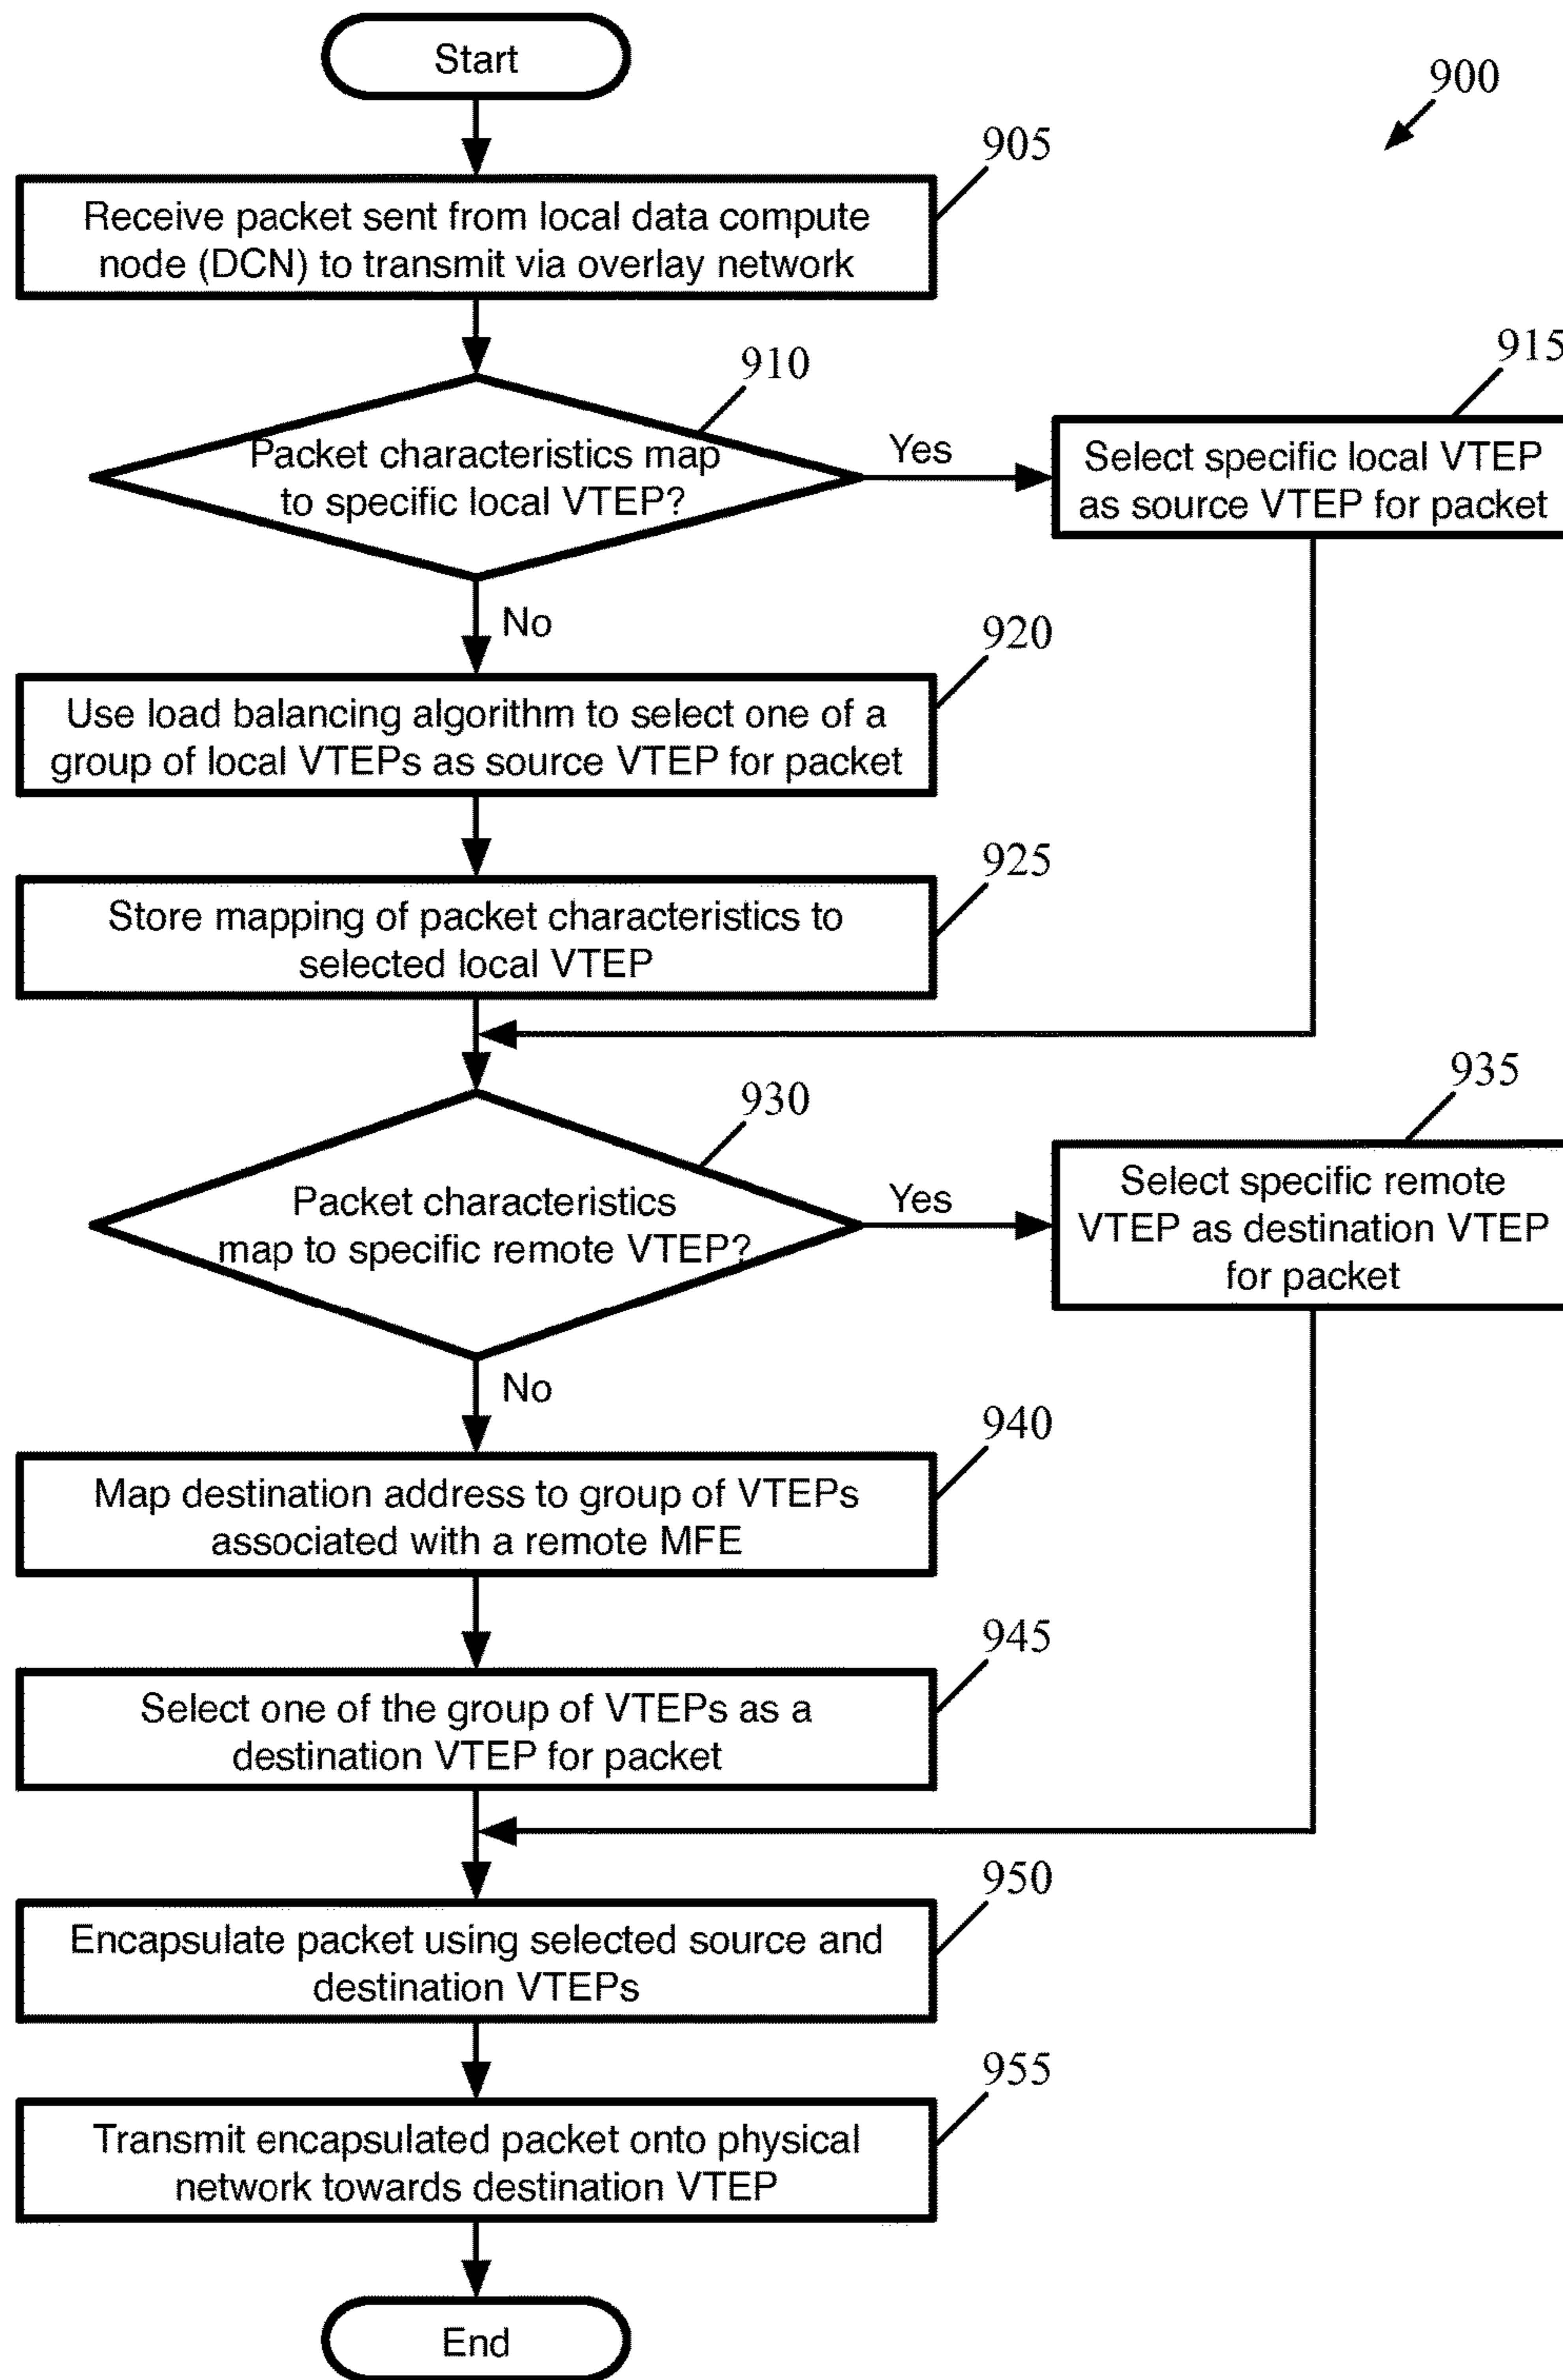 Start
900
905
Receive packet sent from local data compute
node (DCN) to transmit via overlay network
910
Packet characteristics map
to specific local VTEP?
Yes
915
Select specific local VTEP
as source VTEP for packet
No
920
Use load balancing algorithm to select one of a
group of local VTEPs as source VTEP for packet
925
Store mapping of packet characteristics to
selected local VTEP
930
Packet characteristics
map to specific remote VTEP?
Yes
935
Select specific remote
VTEP as destination VTEP
for packet
No
940
Map destination address to group of VTEPs
associated with a remote MFE
945
Select one of the group of VTEPs as a
destination VTEP for packet
950
Encapsulate packet using selected source and
destination VTEPs
955
Transmit encapsulated packet onto physical
network towards destination VTEP
End